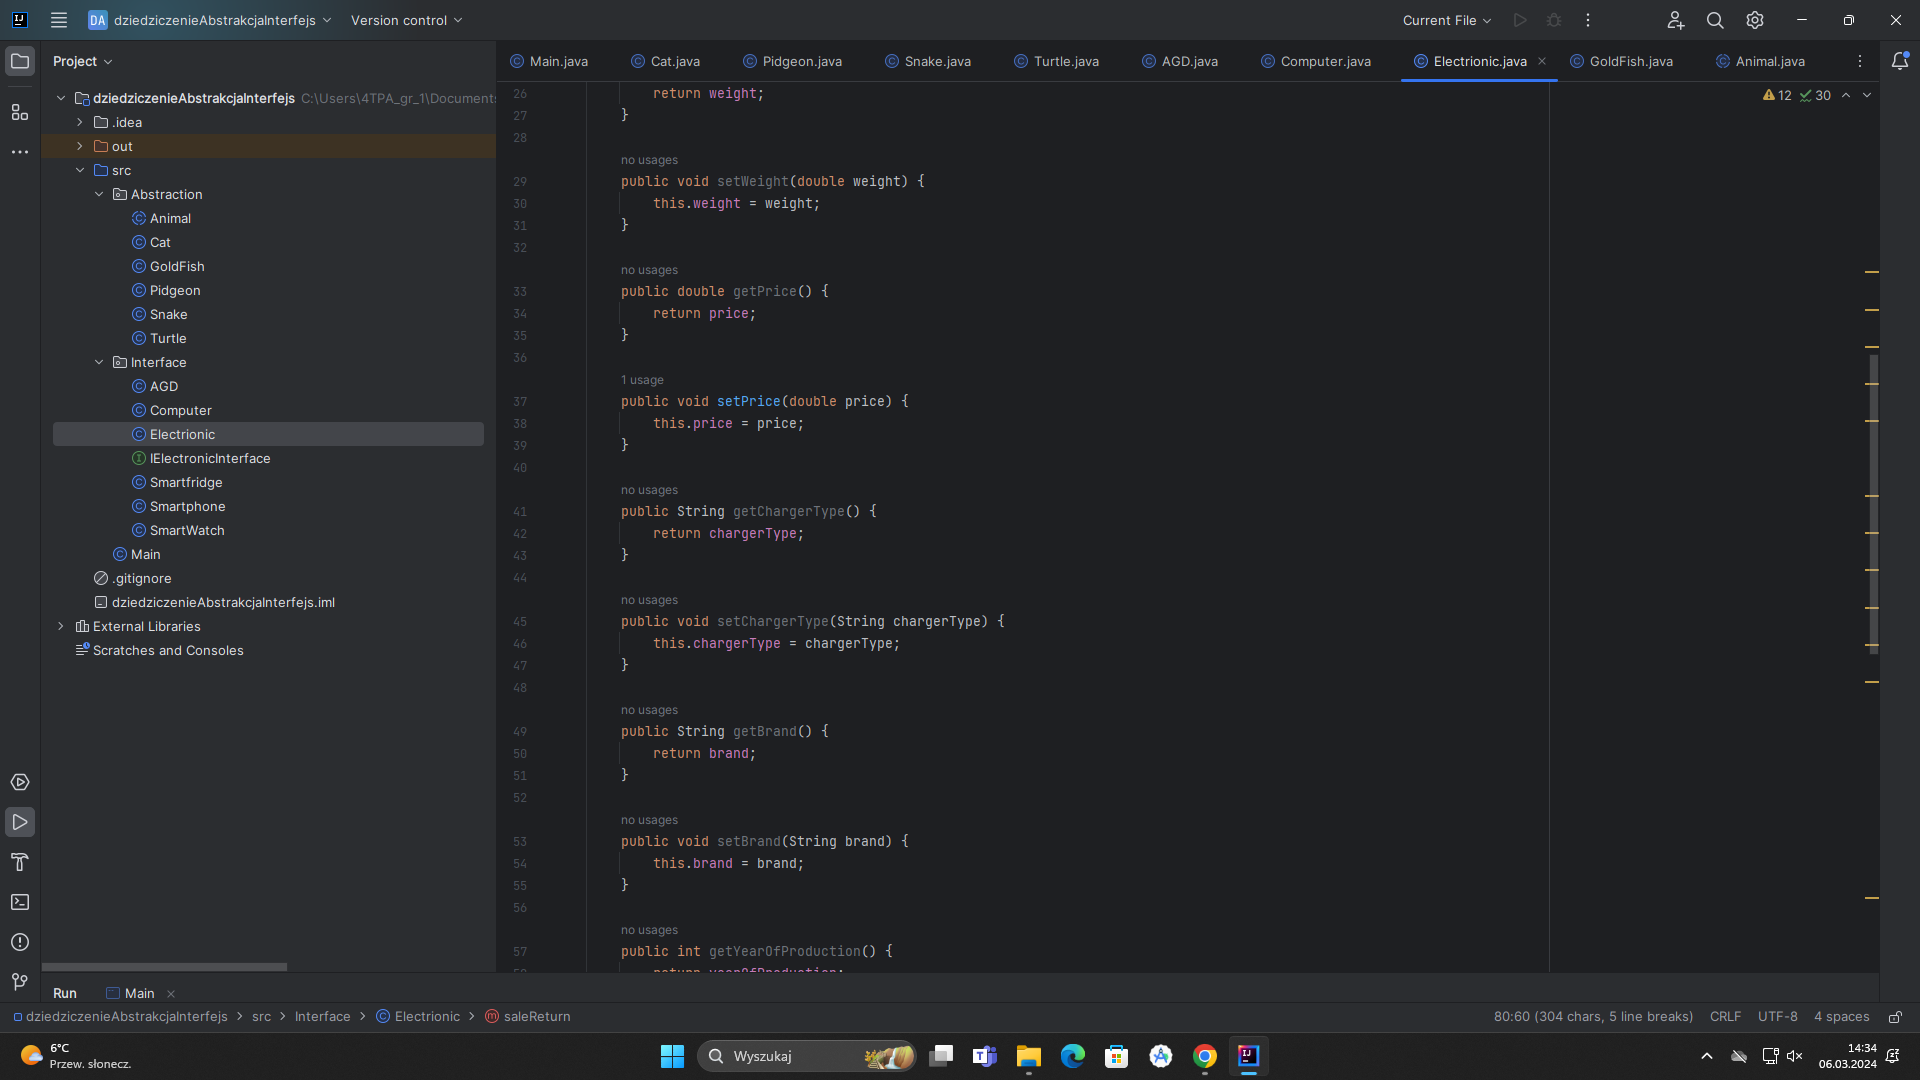 DA dziedziczenieAbstrakcjaInterfejs Version control Current File
Project
Main.java Cat.java Pidgeon.java Snake.java Turtle.java AGD.java Computer.java Electrionic.java GoldFish.java Animal.java
dziedziczenieAbstrakcjaInterfejs C:\Users\4TPA_gr_1\Documents
.idea
out
src
Abstraction
Animal
Cat
GoldFish
Pidgeon
Snake
Turtle
Interface
AGD
Computer
Electrionic
IElectronicInterface
Smartfridge
Smartphone
SmartWatch
Main
.gitignore
dziedziczenieAbstrakcjaInterfejs.iml
External Libraries
Scratches and Consoles
12 30
26 return weight;
27 }
28
no usages
29 public void setWeight(double weight) {
30 this.weight = weight;
31 }
32
no usages
33 public double getPrice() {
34 return price;
35 }
36
1 usage
37 public void setPrice(double price) {
38 this.price = price;
39 }
40
no usages
41 public String getChargerType() {
42 return chargerType;
43 }
44
no usages
45 public void setChargerType(String chargerType) {
46 this.chargerType = chargerType;
47 }
48
no usages
49 public String getBrand() {
50 return brand;
51 }
52
no usages
53 public void setBrand(String brand) {
54 this.brand = brand;
55 }
56
no usages
57 public int getYearOfProduction() {
58 return yearOfProduction;
Run Main
dziedziczenieAbstrakcjaInterfejs > src > Interface > Electrionic > saleReturn 80:60 (304 chars, 5 line breaks) CRLF UTF-8 4 spaces
6°C
Przew. słonecz.
Wyszukaj
14:34
06.03.2024